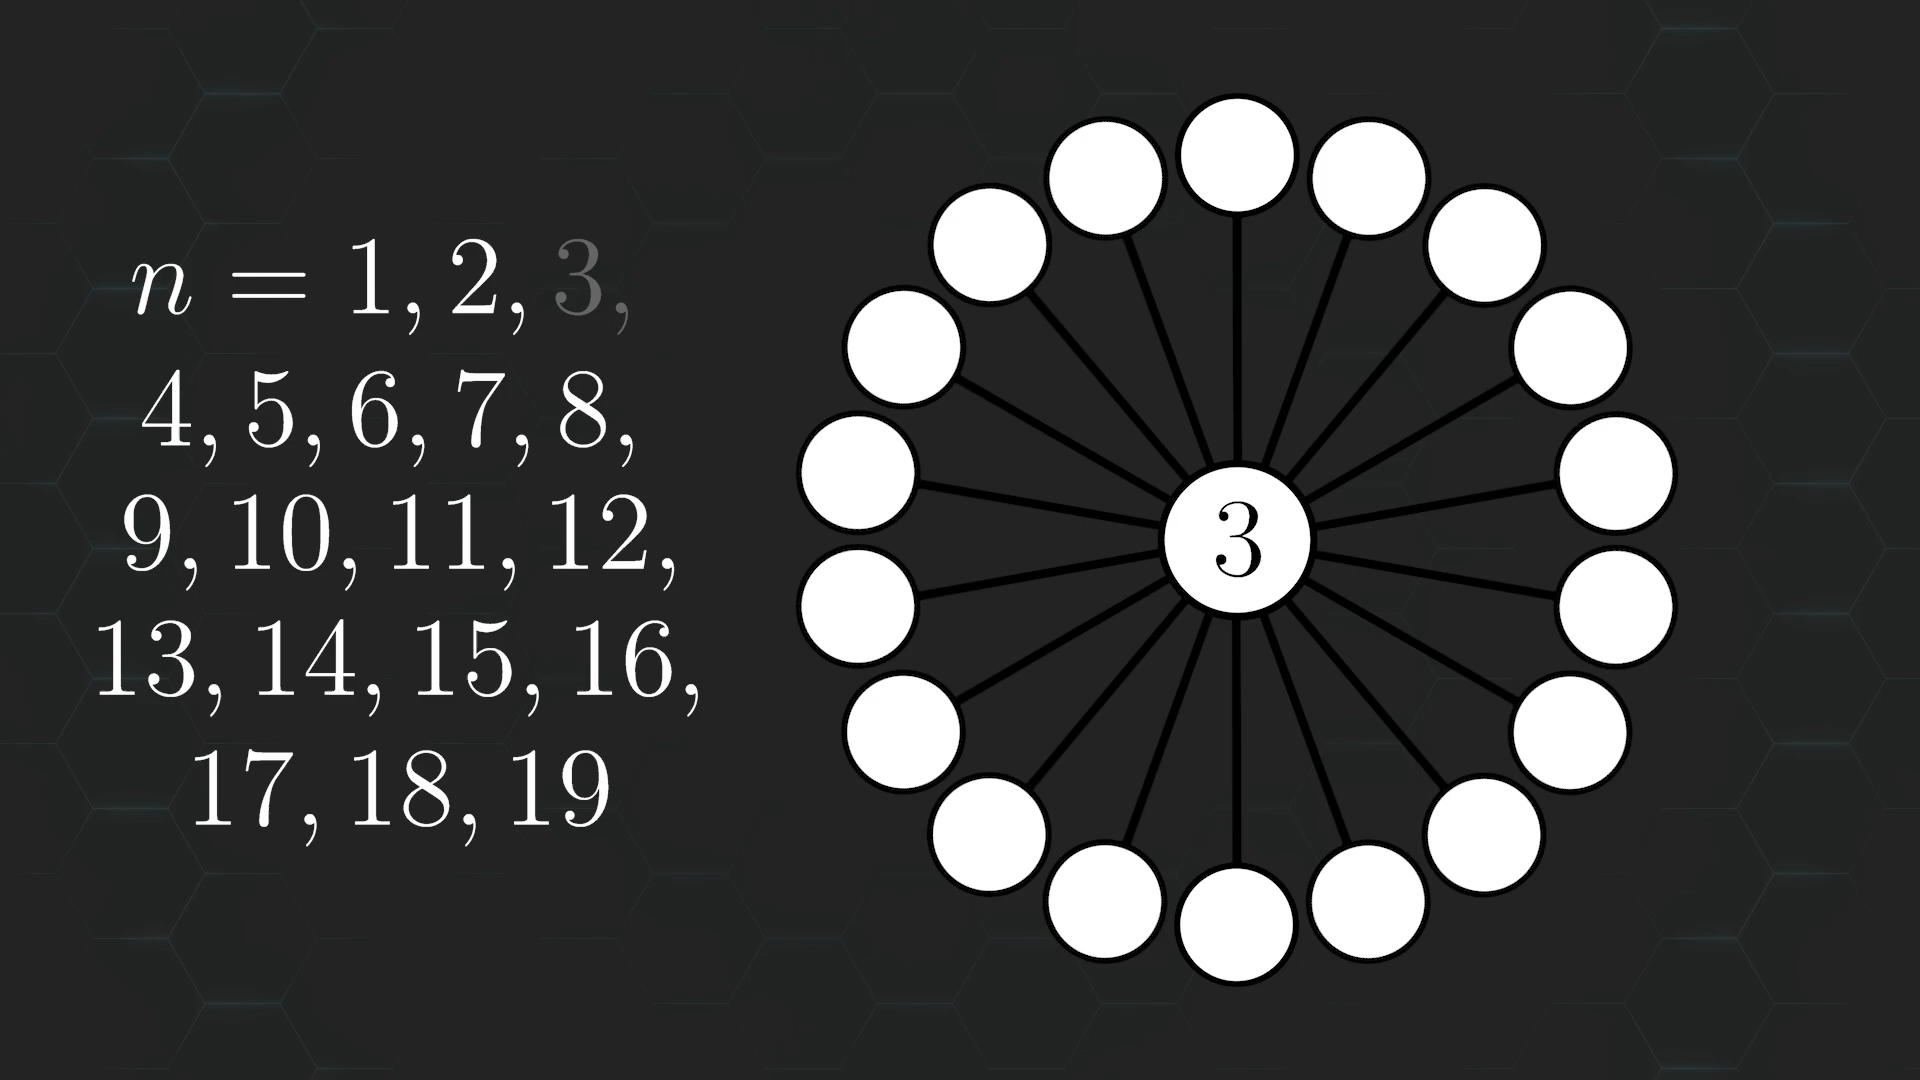 n = 1, 2, 3,
4, 5, 6, 7, 8,
9, 10, 11, 12,
13, 14, 15, 16,
17, 18, 19
3